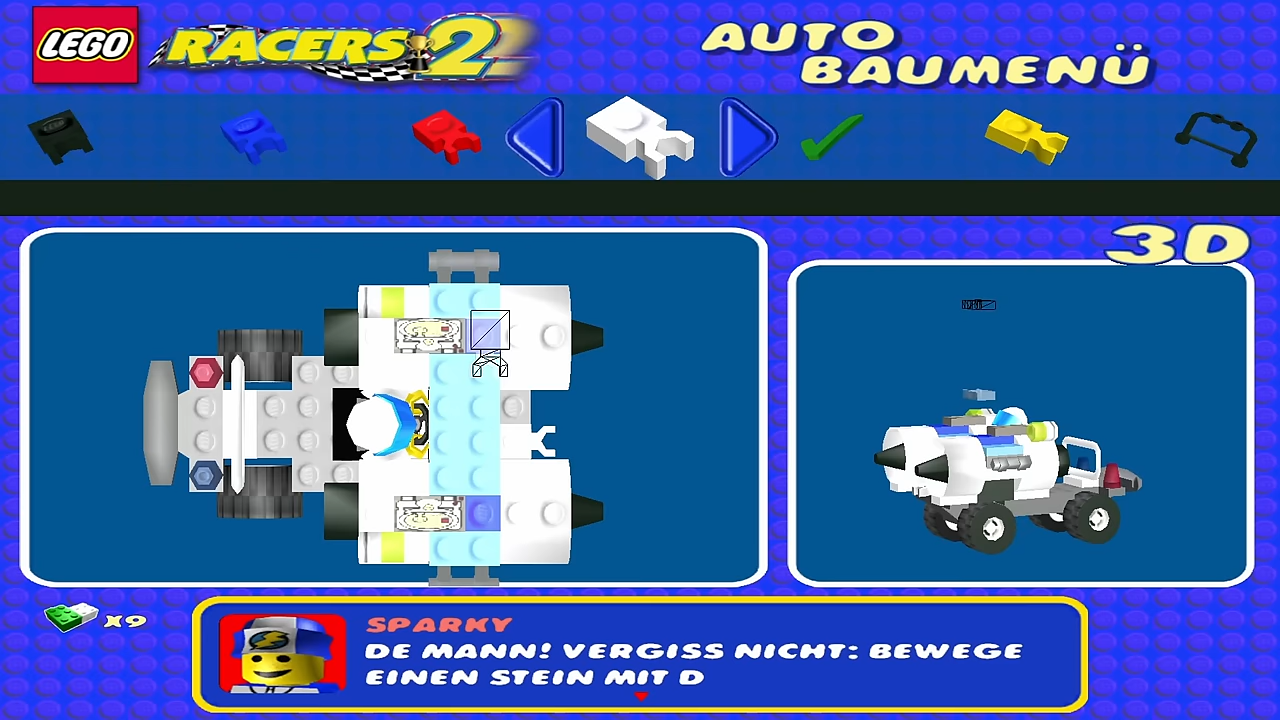 LEGO RACERS 2
AUTO
BAUMENÜ
3D
X9
SPARKY
DE MANN! VERGISS NICHT: BEWEGE
EINEN STEIN MIT D